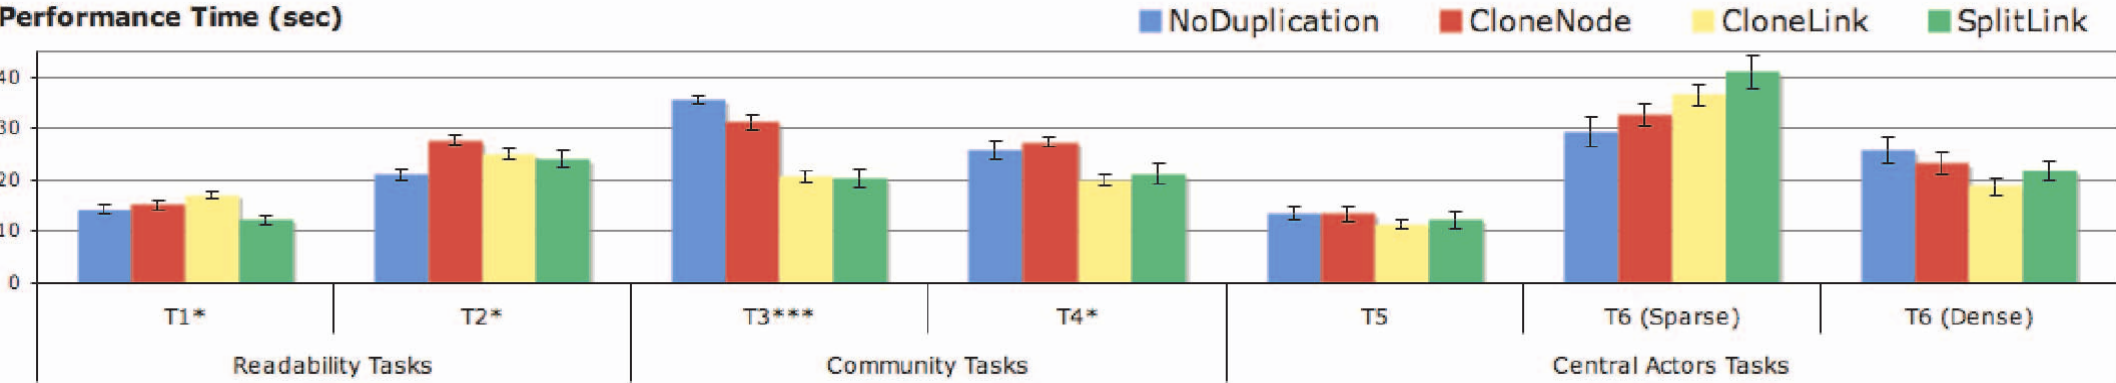 Performance Time (sec)
NoDuplication CloneNode CloneLink SplitLink
40
30
20
10
0
T1* T2* T3*** T4* T5 T6 (Sparse) T6 (Dense)
Readability Tasks Community Tasks Central Actors Tasks